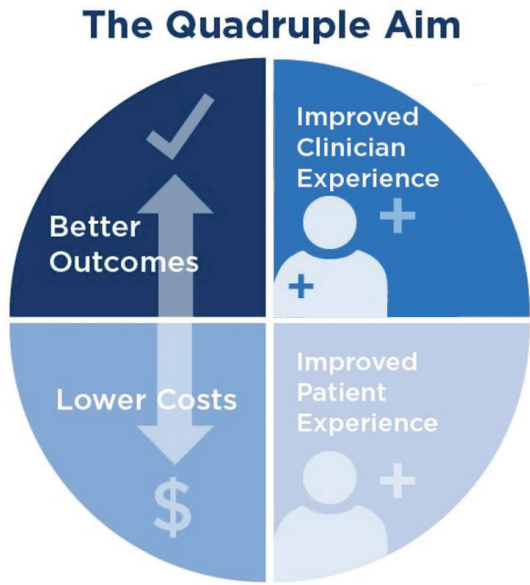 The Quadruple Aim
Better
Outcomes
Improved
Clinician
Experience
Lower Costs
$
Improved
Patient
Experience